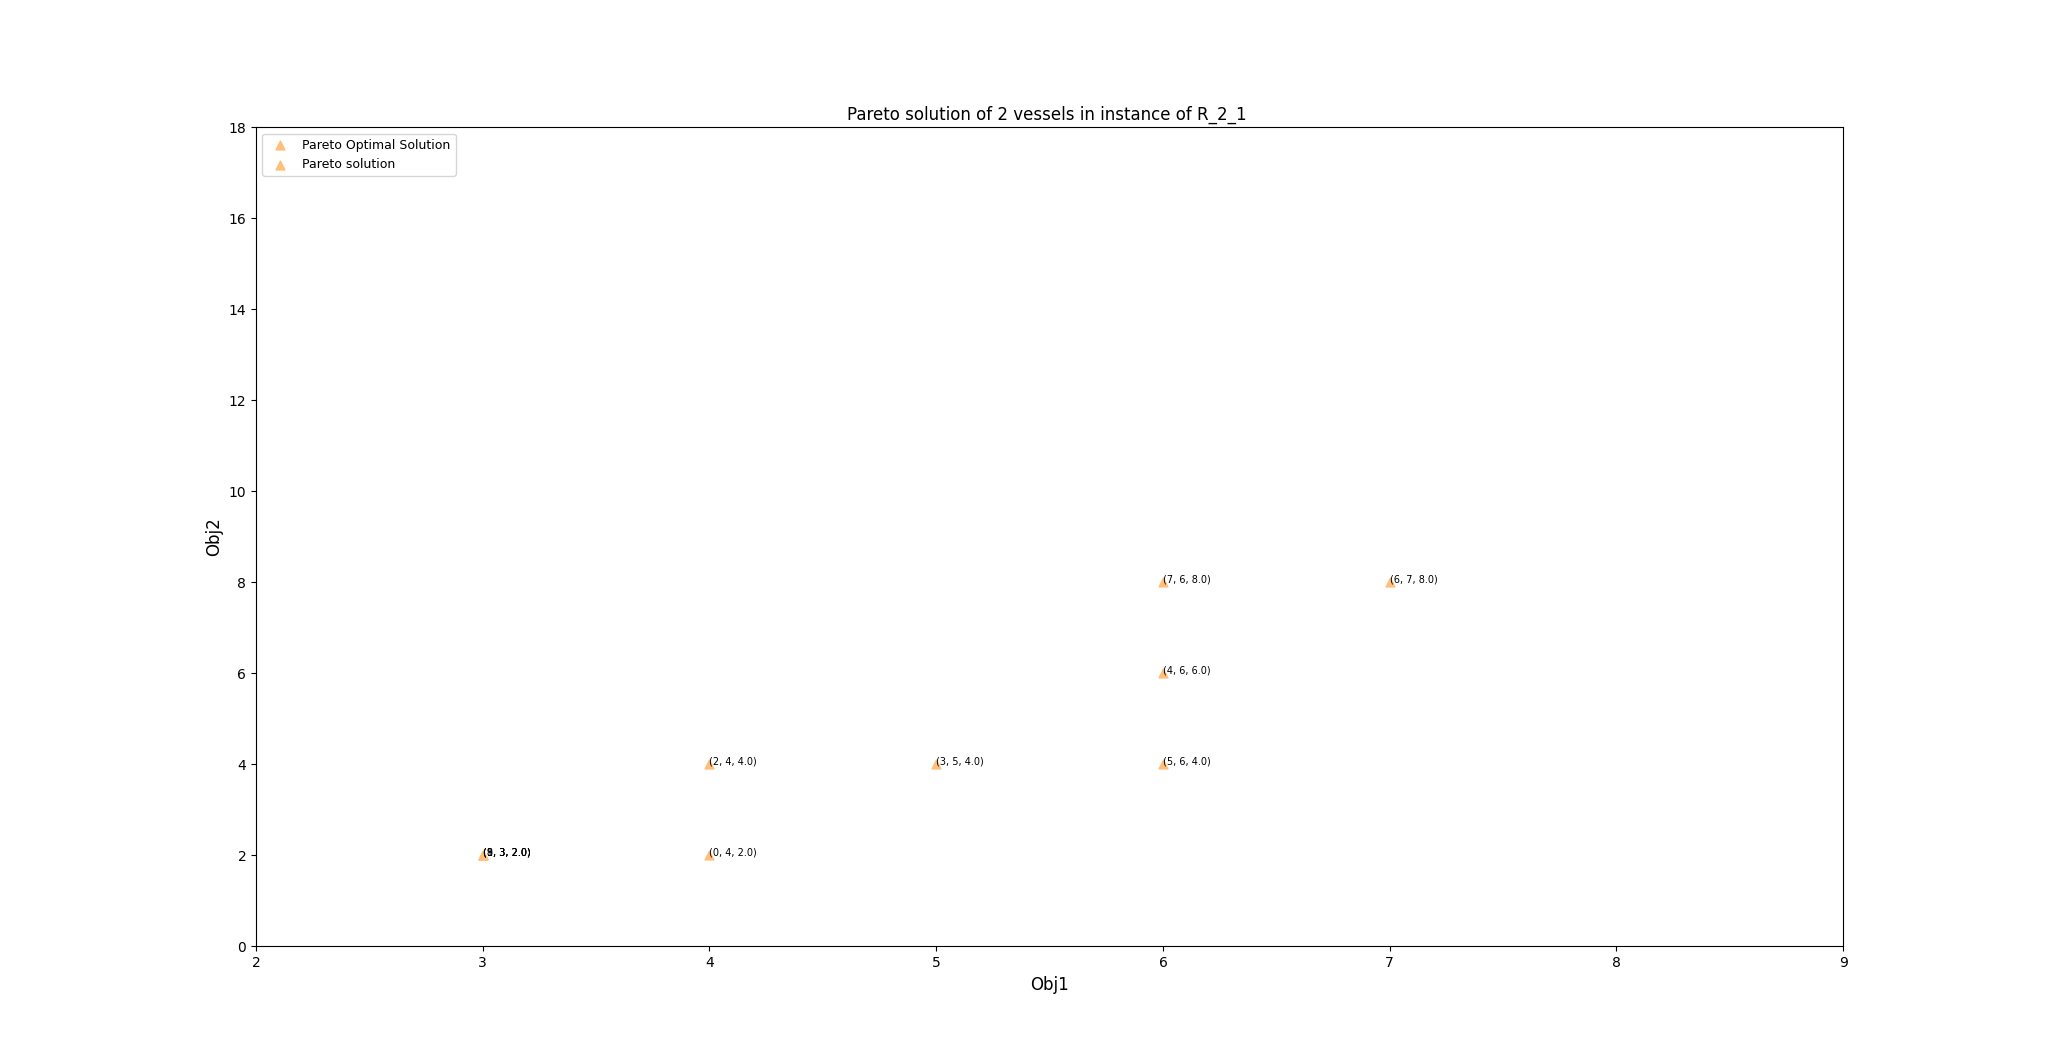 Pareto solution of 2 vessels in instance of R_2_1
Pareto Optimal Solution
Pareto solution
18
16
14
12
10
8
6
4
2
0
Obj2
(7, 6, 8.0)
(6, 7, 8.0)
(4, 6, 6.0)
(2, 4, 4.0)
(3, 5, 4.0)
(5, 6, 4.0)
3, 2.0)
(0, 4, 2.0)
2
3
4
5
6
7
8
9
Obj1